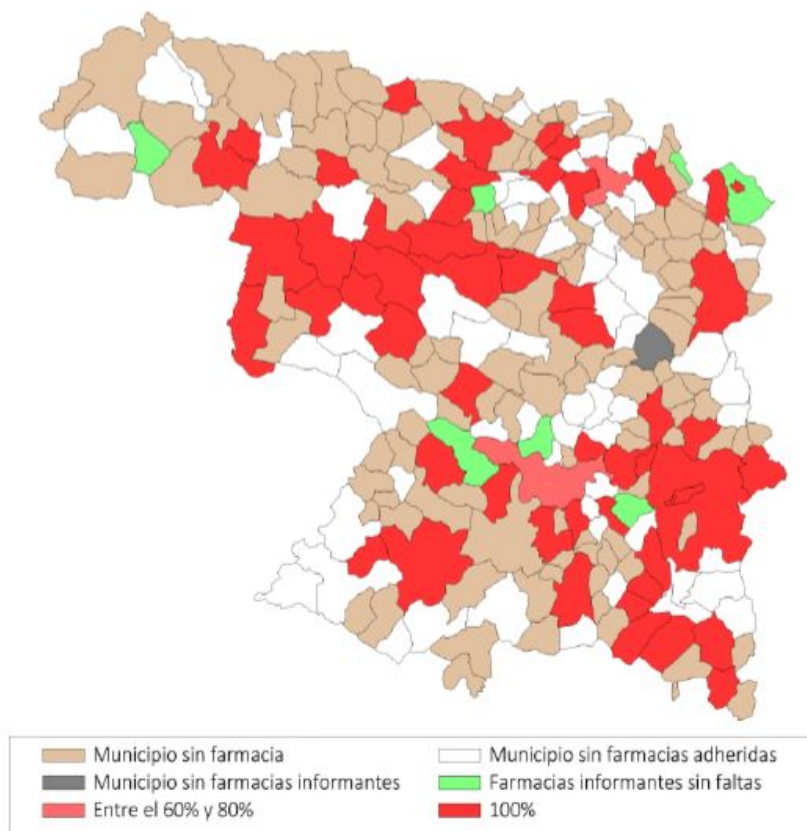 Municipio sin farmacia
Municipio sin farmacias adheridas
Municipio sin farmacias informantes
Farmacias informantes sin faltas
Entre el 60% y 80%
100%